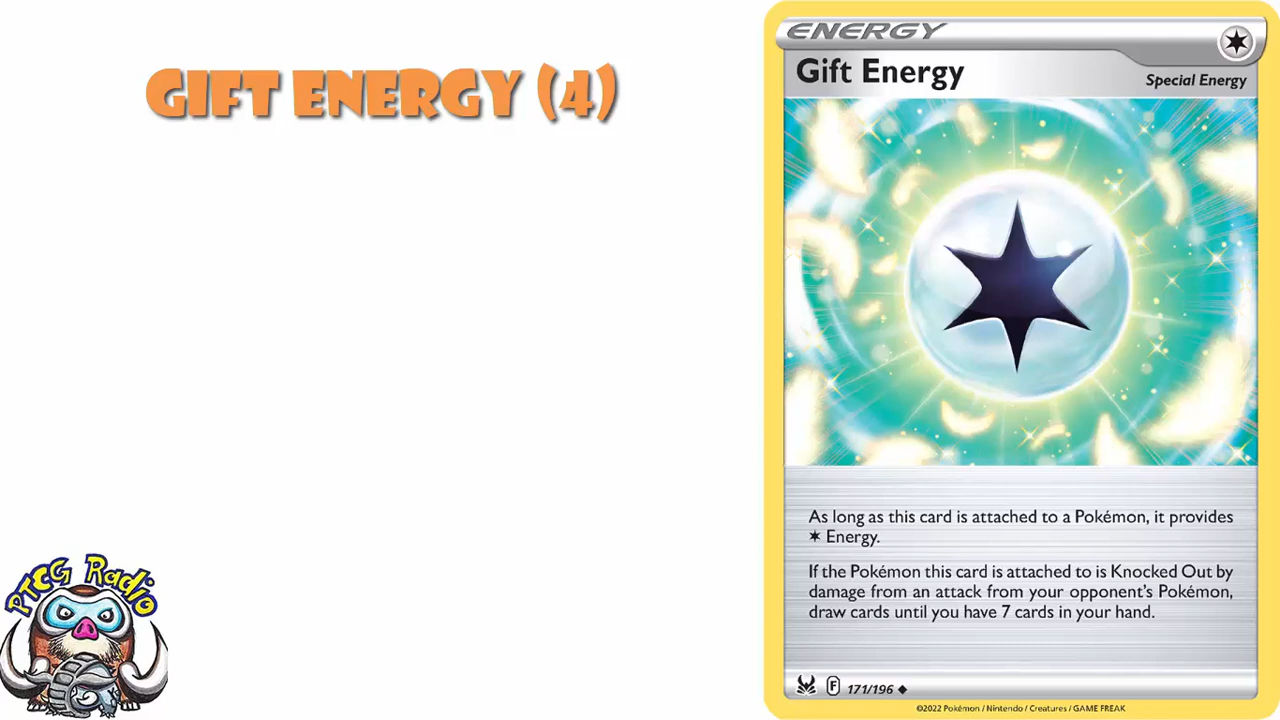 GIFT ENERGY (4)
PTCG Radio
ENERGY
Gift Energy
Special Energy
As long as this card is attached to a Pokémon, it provides
✶ Energy.
If the Pokémon this card is attached to is Knocked Out by
damage from an attack from your opponent's Pokémon,
draw cards until you have 7 cards in your hand.
F 171/196 ◆
©2022 Pokémon / Nintendo / Creatures / GAME FREAK